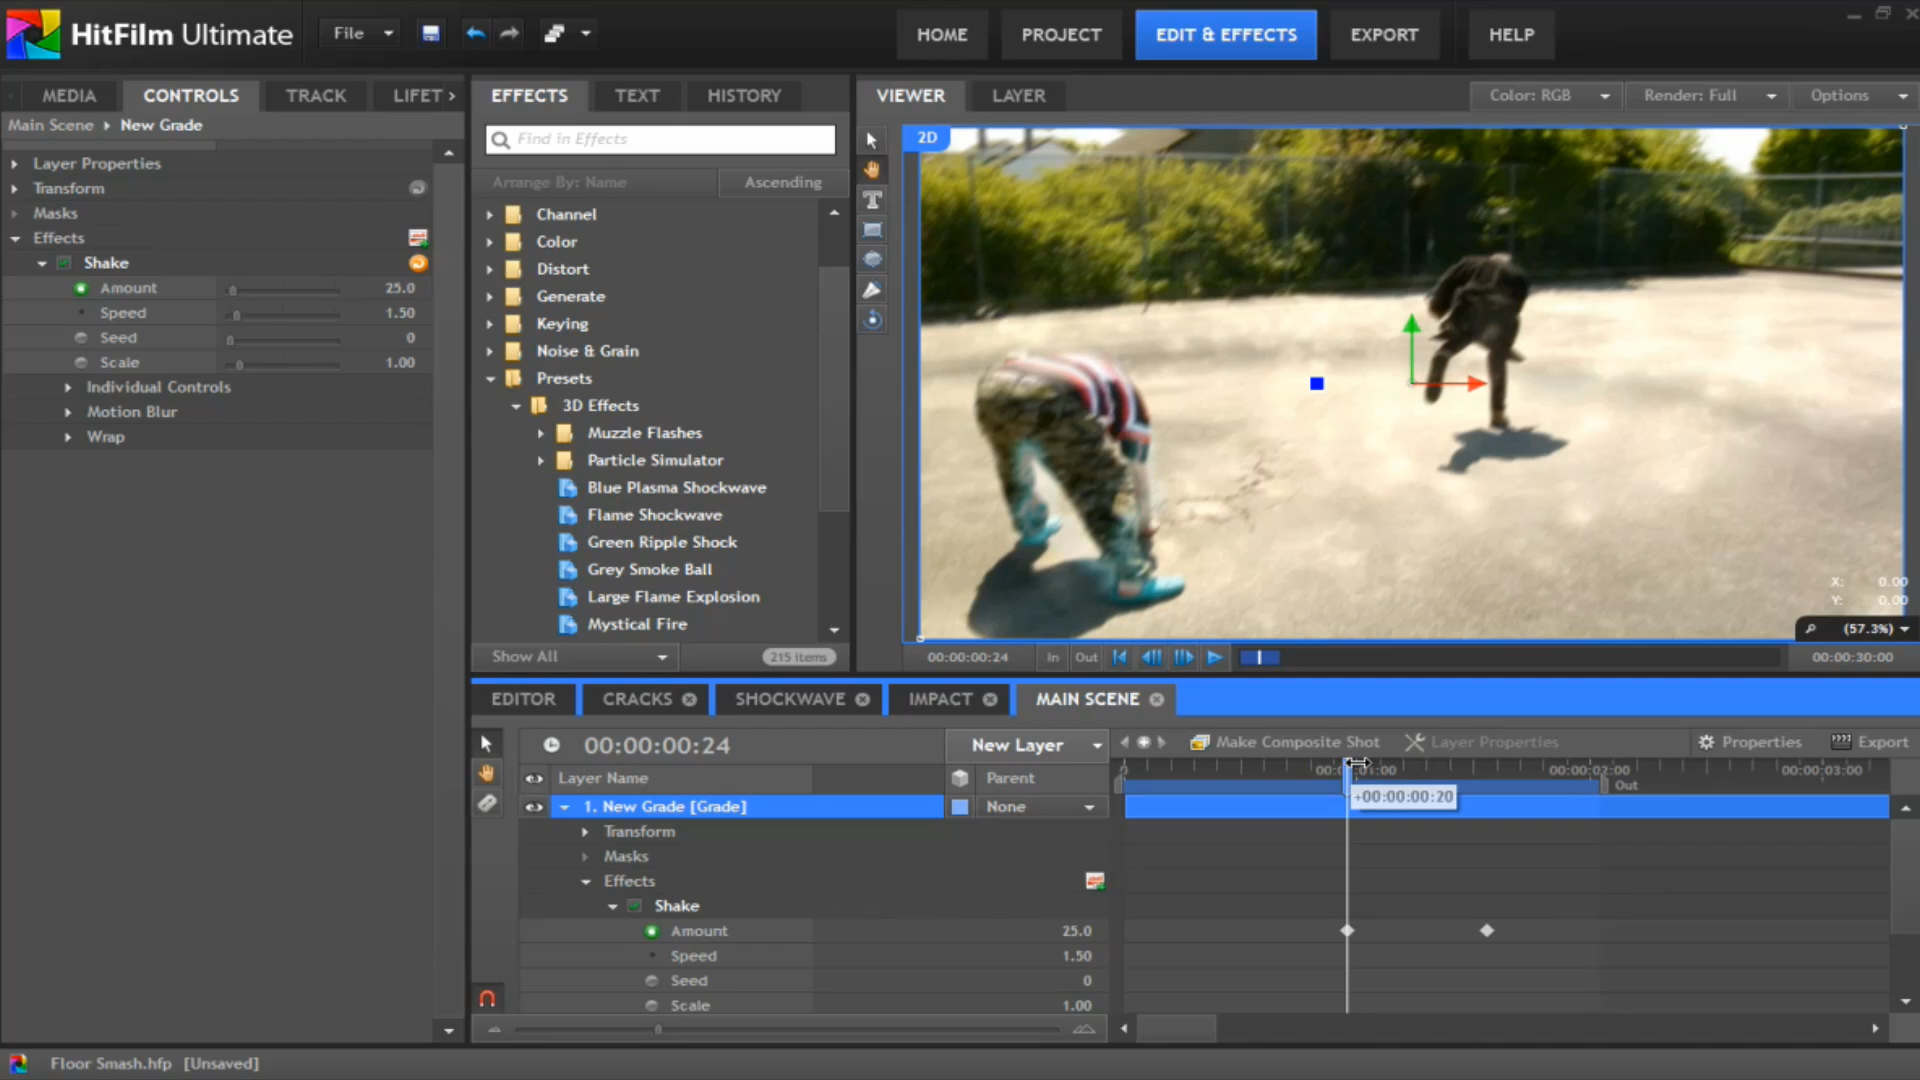 HitFilm Ultimate
File
HOME
PROJECT
EDIT & EFFECTS
EXPORT
HELP
MEDIA
CONTROLS
TRACK
LIFET
Main Scene New Grade
Layer Properties
Transform
Masks
Effects
Shake
Amount 25.0
Speed 1.50
Seed 0
Scale 1.00
Individual Controls
Motion Blur
Wrap
EFFECTS
TEXT
HISTORY
Find in Effects
Arrange By: Name
Ascending
Channel
Color
Distort
Generate
Keying
Noise & Grain
Presets
3D Effects
Muzzle Flashes
Particle Simulator
Blue Plasma Shockwave
Flame Shockwave
Green Ripple Shock
Grey Smoke Ball
Large Flame Explosion
Mystical Fire
Show All
215 items
VIEWER
LAYER
Color: RGB
Render: Full
Options
2D
X: 0.00
Y: 0.00
(57.3%)
00:00:00:24
In
Out
00:00:30:00
EDITOR
CRACKS
SHOCKWAVE
IMPACT
MAIN SCENE
00:00:00:24
New Layer
Make Composite Shot
Layer Properties
Properties
Export
Layer Name
Parent
0
00:00:02:00
00:00:03:00
Out
+00:00:00:20
1. New Grade [Grade]
None
Transform
Masks
Effects
Shake
Amount 25.0
Speed 1.50
Seed 0
Scale 1.00
Floor Smash.hfp [Unsaved]